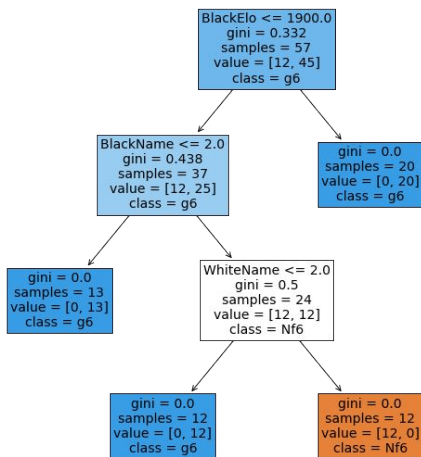 BlackElo <= 1900.0
gini = 0.332
samples = 57
value = [12, 45]
class = g6
BlackName <= 2.0
gini = 0.438
samples = 37
value = [12, 25]
class = g6
gini = 0.0
samples = 20
value = [0, 20]
class = g6
gini = 0.0
samples = 13
value = [0, 13]
class = g6
WhiteName <= 2.0
gini = 0.5
samples = 24
value = [12, 12]
class = Nf6
gini = 0.0
samples = 12
value = [0, 12]
class = g6
gini = 0.0
samples = 12
value = [12, 0]
class = Nf6